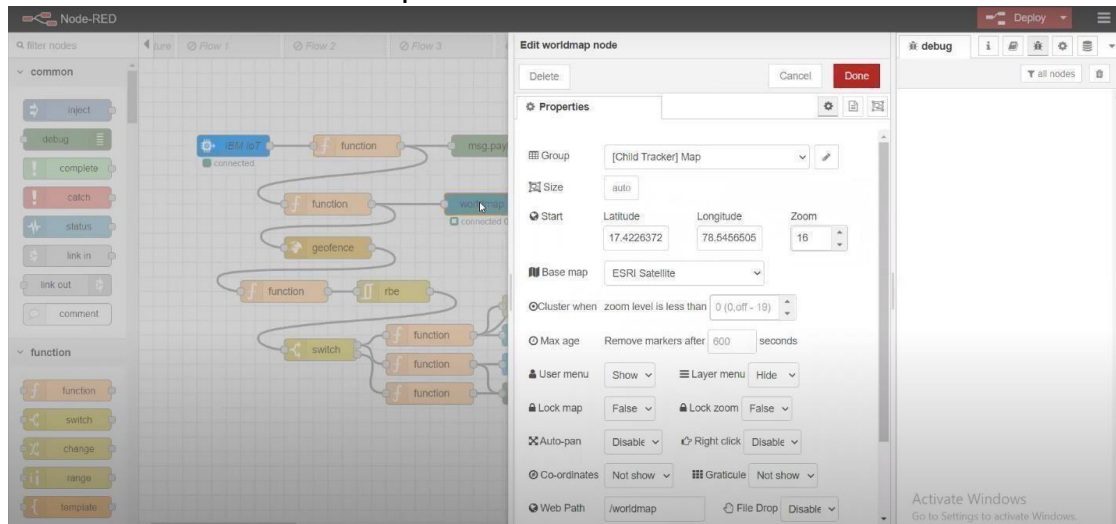 Node-RED
Deploy
filter nodes
Flow 1
Flow 2
Flow 3
Edit worldmap node
debug
i
common
Delete
Cancel
Done
all nodes
inject
Properties
debug
IBM IoT
function
msg.payl
complete
connected
Group
[Child Tracker] Map
catch
Size
auto
function
worldmap
status
connected
Start
Latitude
Longitude
Zoom
17.4226372
78.5456505
16
link in
geofence
Base map
ESRI Satellite
link out
function
rbe
Cluster when
zoom level is less than
0 (0,off - 19)
comment
function
Max age
Remove markers after
600
seconds
function
switch
function
User menu
Show
Layer menu
Hide
function
function
Lock map
False
Lock zoom
False
switch
Auto-pan
Disable
Right click
Disable
change
range
Co-ordinates
Not show
Graticule
Not show
template
Web Path
/worldmap
File Drop
Disable
Activate Windows
Go to Settings to activate Windows.